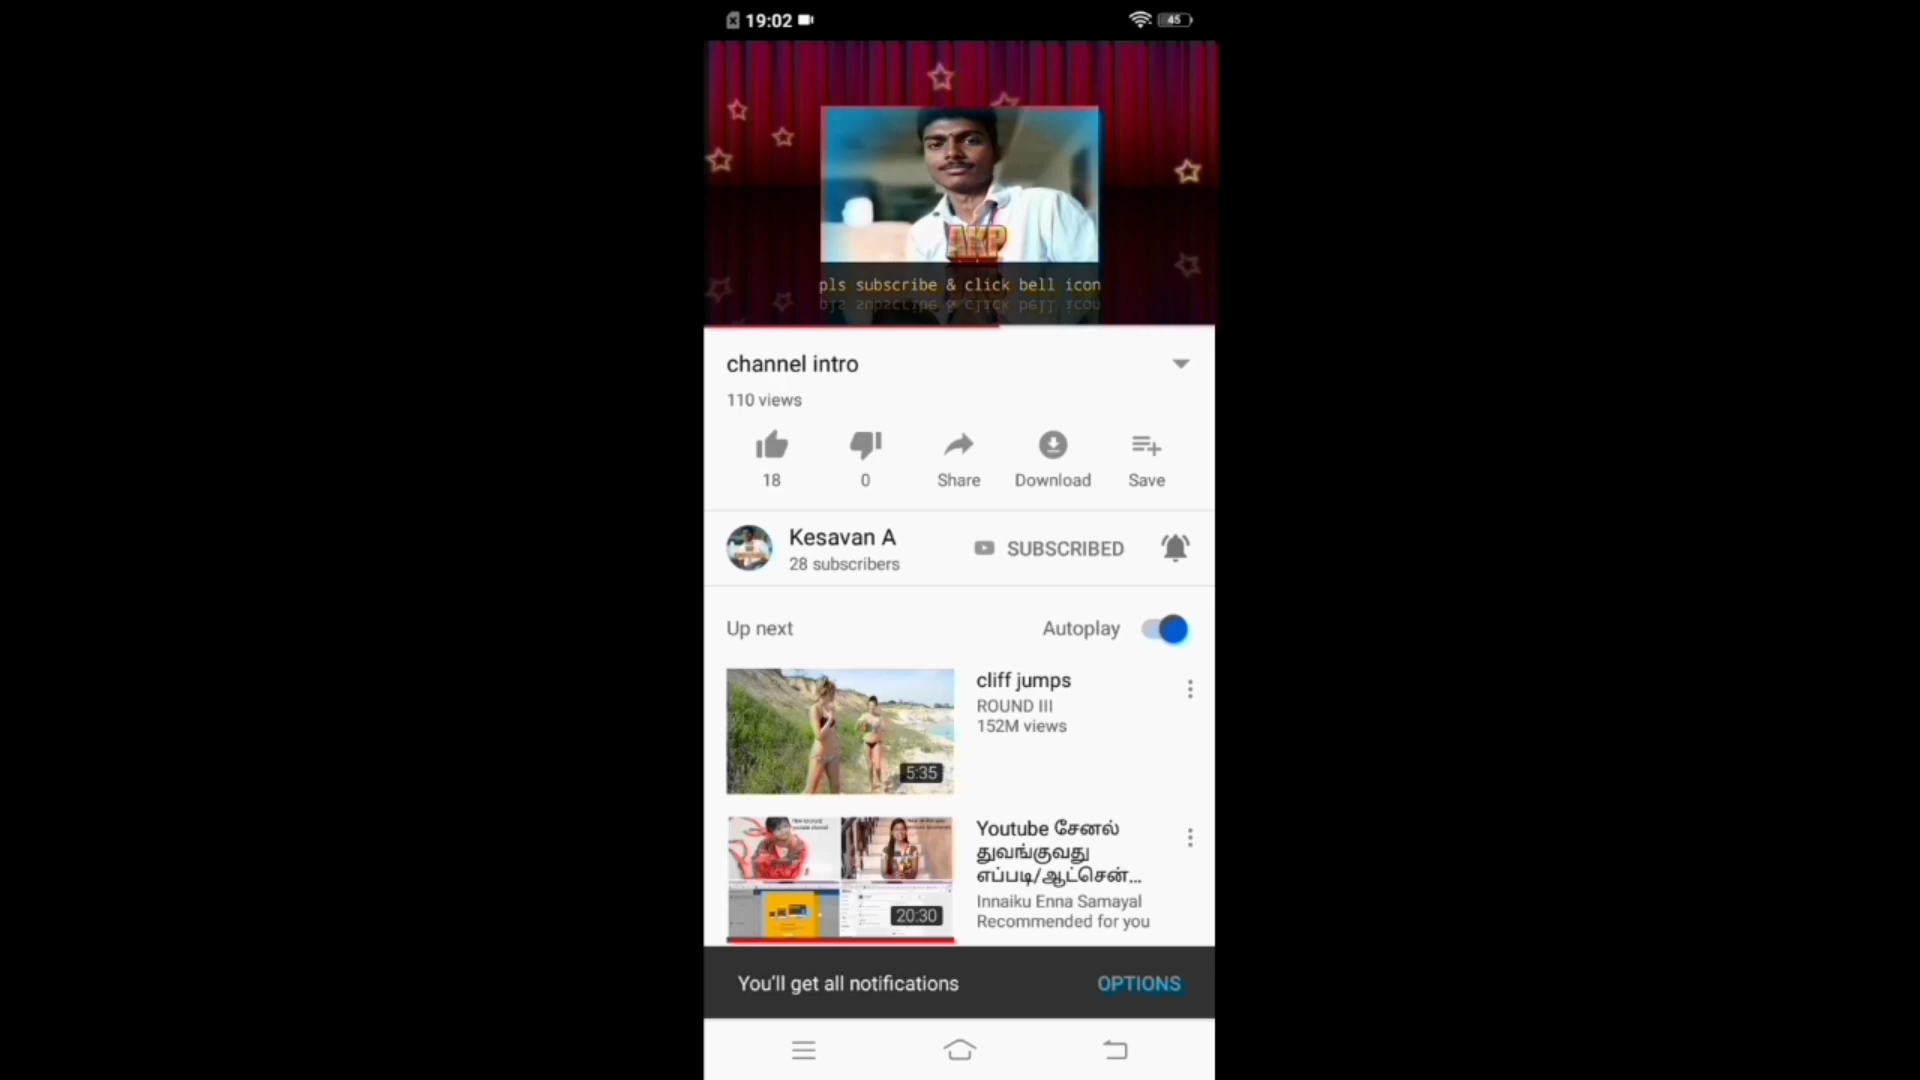 19:02
45
AKP
pls subscribe & click bell icon
channel intro
110 views
18
0
Share
Download
Save
Kesavan A
28 subscribers
SUBSCRIBED
Up next
Autoplay
cliff jumps
ROUND III
152M views
5:35
Youtube சேனல்
துவங்குவது
எப்படி/ஆட்சென்...
Innaiku Enna Samayal
Recommended for you
20:30
You'll get all notifications
OPTIONS